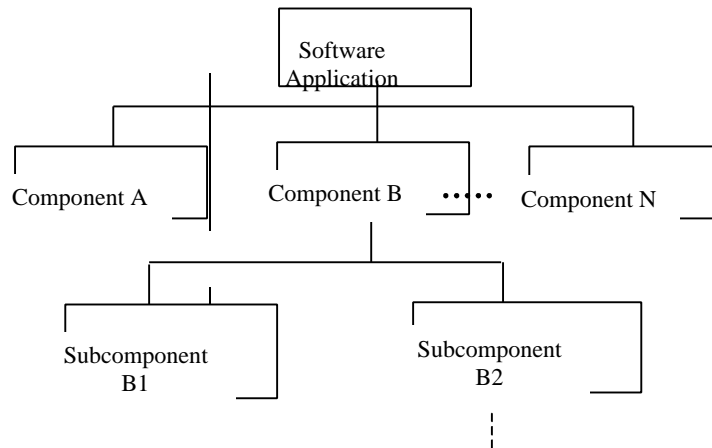 Software
Application
Component A
Component B
.....
Component N
Subcomponent
B1
Subcomponent
B2